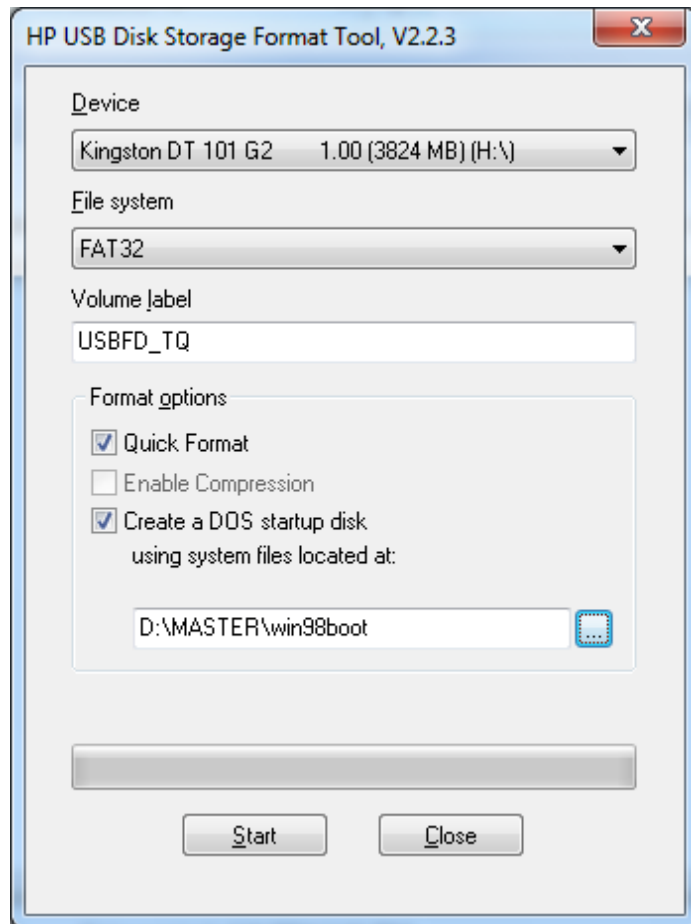 HP USB Disk Storage Format Tool, V2.2.3
Device
Kingston DT 101 G2 1.00 (3824 MB) (H:\)
File system
FAT32
Volume label
USBFD_TQ
Format options
Quick Format
Enable Compression
Create a DOS startup disk
using system files located at:
D:\MASTER\win98boot
...
Start Close